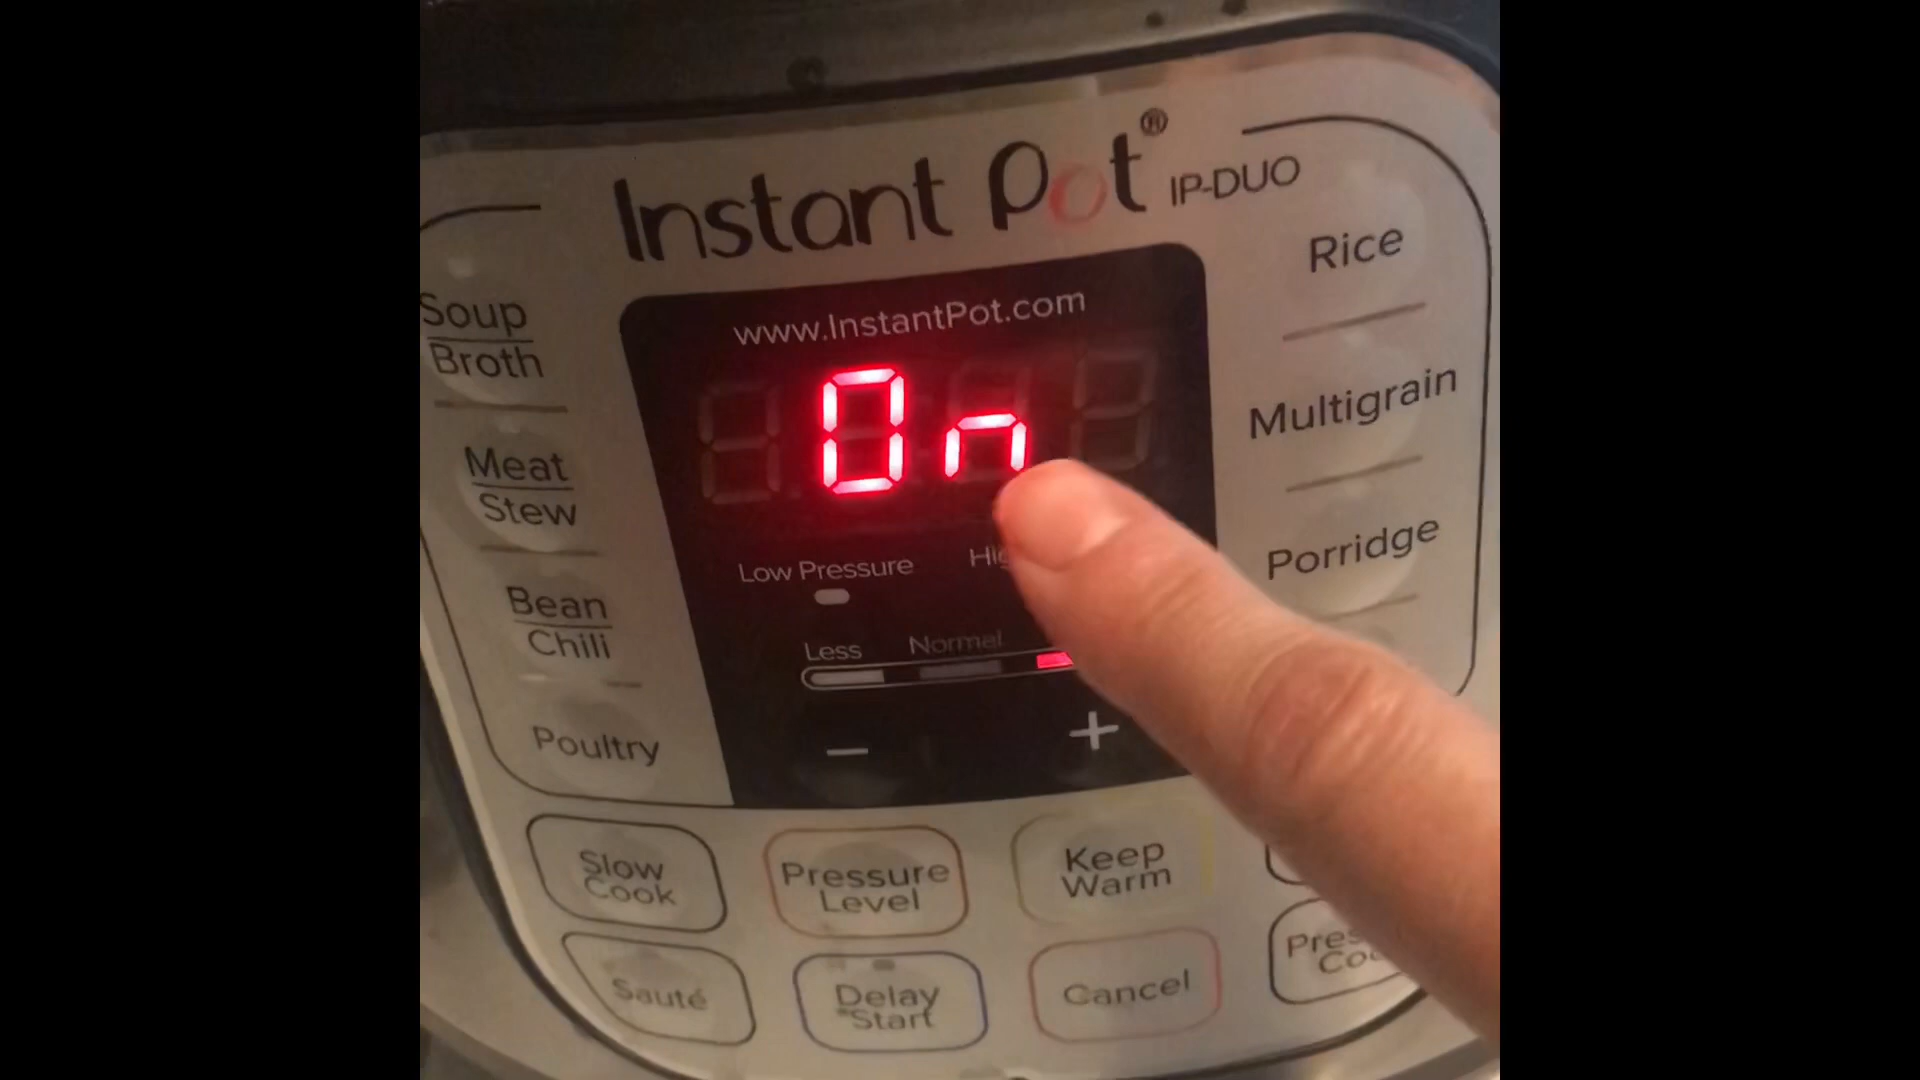 Instant Pot® IP-DUO
www.InstantPot.com
On
Low Pressure
Less Normal
- +
Soup
Broth
Meat
Stew
Bean
Chili
Poultry
Rice
Multigrain
Porridge
Slow
Cook
Pressure
Level
Keep
Warm
Sauté
Delay
Start
Cancel